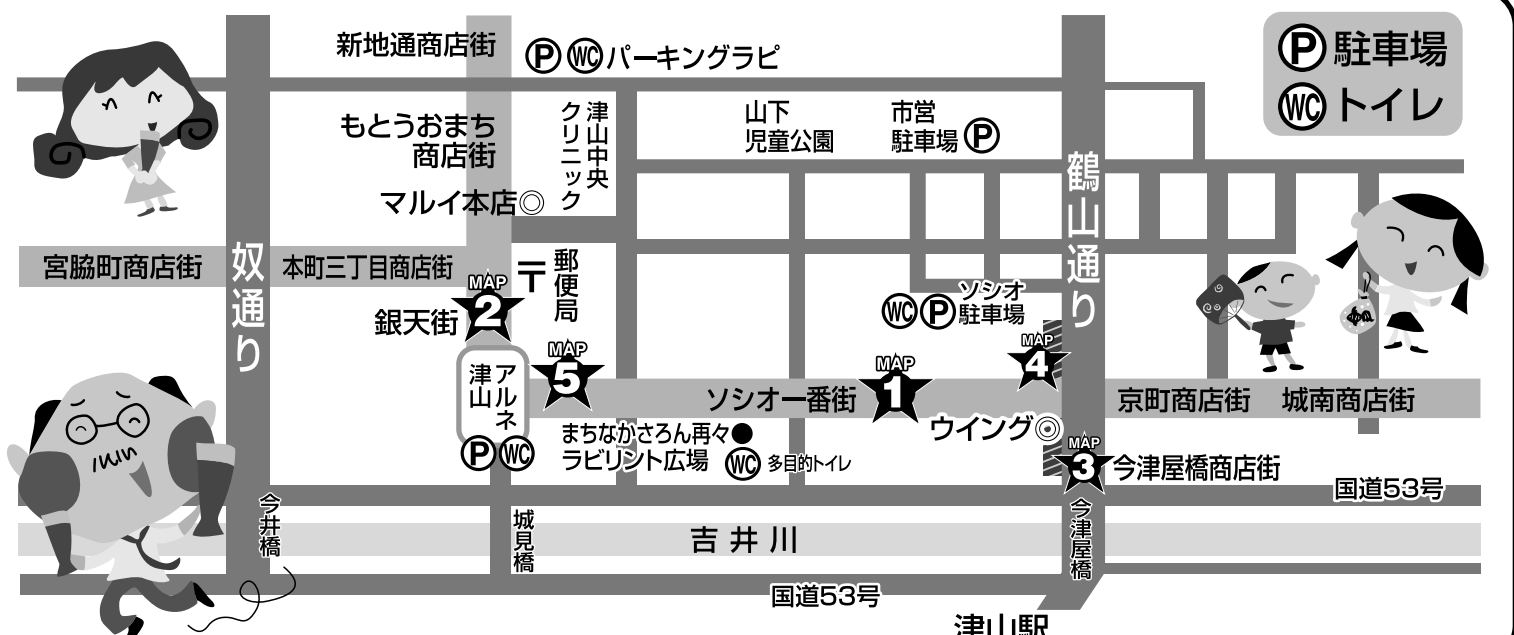 新地通商店街
Ⓟ WC パーキングラピ
Ⓟ 駐車場
WC トイレ
もとうおまち
商店街
津山中央
クリニック
山下
児童公園
市営
駐車場 Ⓟ
マルイ本店◎
鶴山通り
宮脇町商店街
奴通り
本町三丁目商店街
〒 郵便局
MAP
2
銀天街
WC Ⓟ ソシオ
駐車場
MAP
5
アルネ
津山
Ⓟ WC
MAP
1
ソシオ一番街
MAP
4
京町商店街
城南商店街
ウイング◎
まちなかさろん再々●
ラビリント広場
WC 多目的トイレ
MAP
3
今津屋橋商店街
国道53号
今井橋
城見橋
吉井川
今津屋橋
国道53号
津山駅